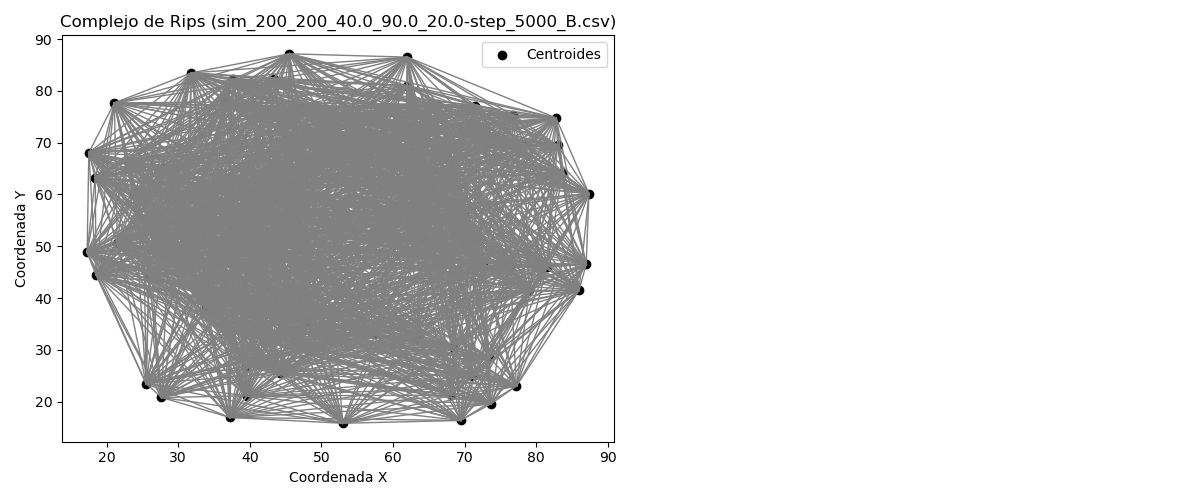 Complejo de Rips (sim_200_200_40.0_90.0_20.0-step_5000_B.csv)
Centroides
90
80
70
60
50
40
30
20
Coordenada Y
20 30 40 50 60 70 80 90
Coordenada X